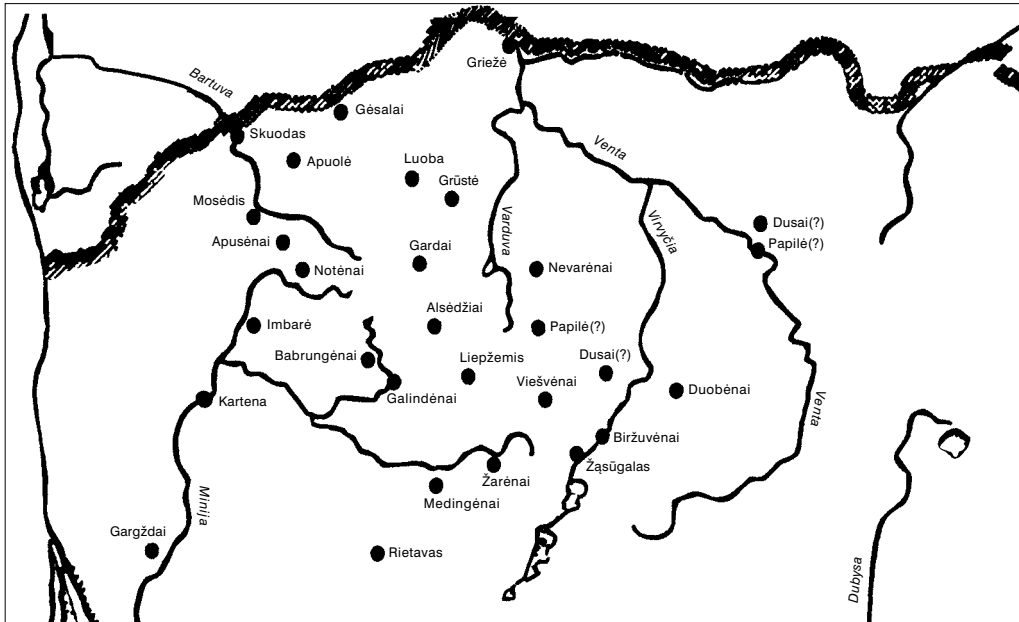 Griežė
Bartuva
Gėsalai
Skuodas
Apuolė
Venta
Luoba
Grūstė
Mosėdis
Varduva
Virvyčia
Dusai(?)
Apusėnai
Papilė(?)
Gardai
Notėnai
Nevarėnai
Alsėdžiai
Imbarė
Papilė(?)
Babrungėnai
Liepžemis
Dusai(?)
Viešvėnai
Galindėnai
Duobėnai
Kartena
Venta
Biržuvėnai
Žąsūgalas
Žarėnai
Medingėnai
Minija
Gargždai
Rietavas
Dubysa